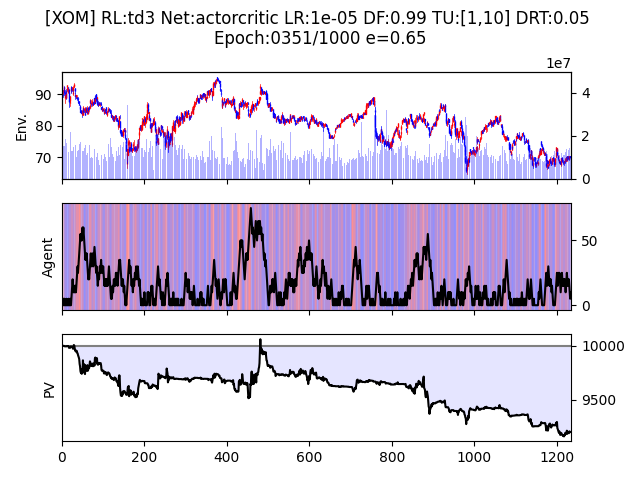 [XOM] RL:td3 Net:actorcritic LR:1e-05 DF:0.99 TU:[1,10] DRT:0.05
Epoch:0351/1000 e=0.65
1e7
90
80
70
Env.
4
2
0
Agent
50
0
PV
10000
9500
0
200
400
600
800
1000
1200